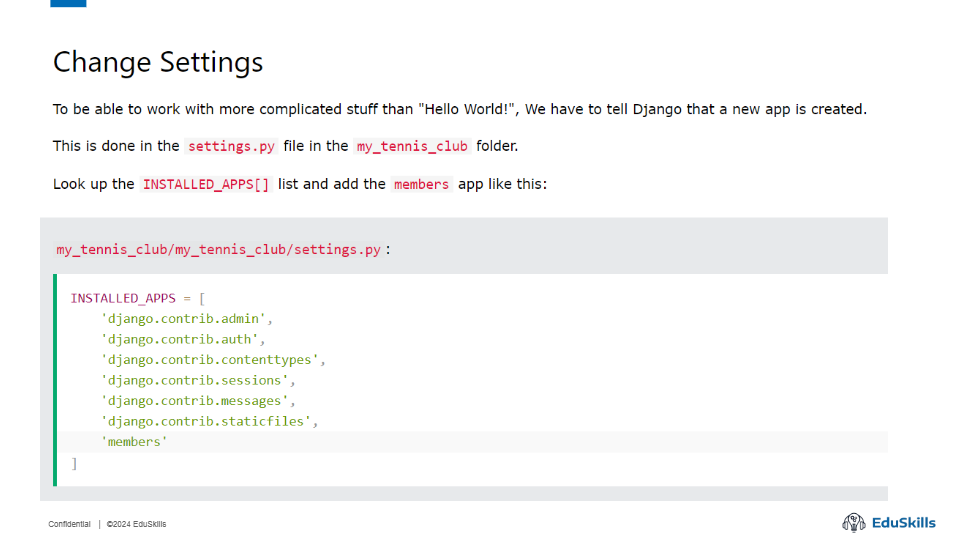 Change Settings
To be able to work with more complicated stuff than "Hello World!", We have to tell Django that a new app is created.
This is done in the settings.py file in the my_tennis_club folder.
Look up the INSTALLED_APPS[] list and add the members app like this:
my_tennis_club/my_tennis_club/settings.py:
INSTALLED_APPS = [
    'django.contrib.admin',
    'django.contrib.auth',
    'django.contrib.contenttypes',
    'django.contrib.sessions',
    'django.contrib.messages',
    'django.contrib.staticfiles',
    'members'
]
Confidential | ©2024 EduSkills
EduSkills